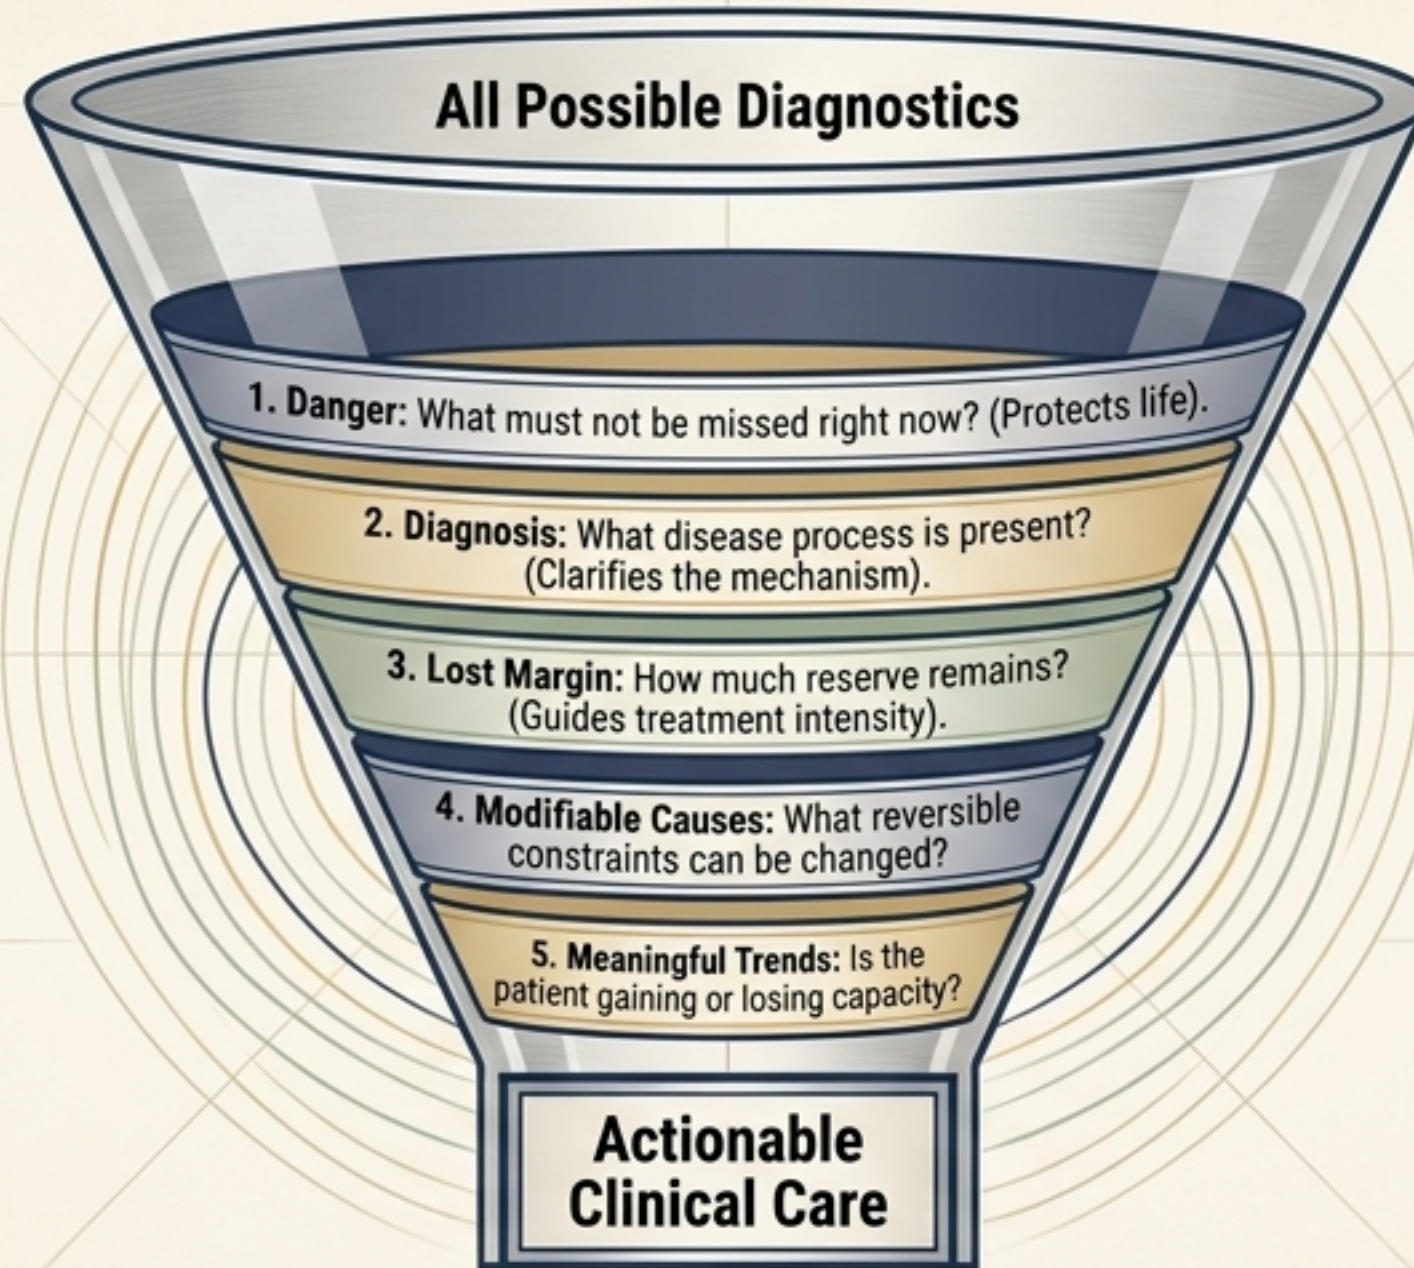 All Possible Diagnostics
1. Danger: What must not be missed right now? (Protects life).
2. Diagnosis: What disease process is present?
(Clarifies the mechanism).
3. Lost Margin: How much reserve remains?
(Guides treatment intensity).
4. Modifiable Causes: What reversible
constraints can be changed?
5. Meaningful Trends: Is the
patient gaining or losing capacity?
Actionable
Clinical Care